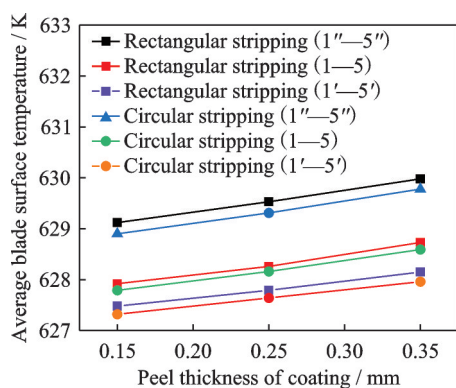 Average blade surface temperature / K
633
632
631
630
629
628
627
Rectangular stripping (1″—5″)
Rectangular stripping (1—5)
Rectangular stripping (1′—5′)
Circular stripping (1″—5″)
Circular stripping (1—5)
Circular stripping (1′—5′)
0.15 0.20 0.25 0.30 0.35
Peel thickness of coating / mm